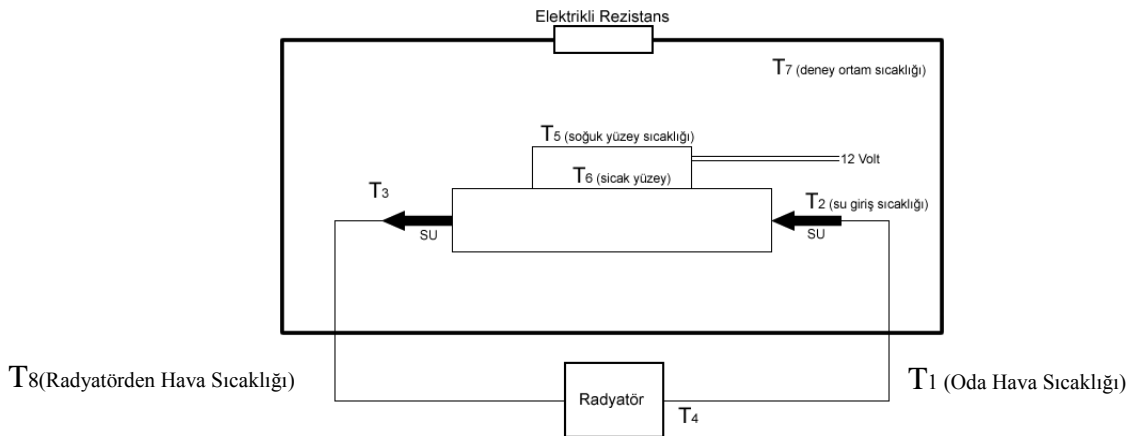 Elektrikli Rezistans
T7 (deney ortam sıcaklığı)
T5 (soğuk yüzey sıcaklığı)
12 Volt
T6 (sicak yüzey)
T3
T2 (su giriş sıcaklığı)
SU
SU
T8(Radyatörden Hava Sıcaklığı)
T1 (Oda Hava Sıcaklığı)
Radyatör
T4